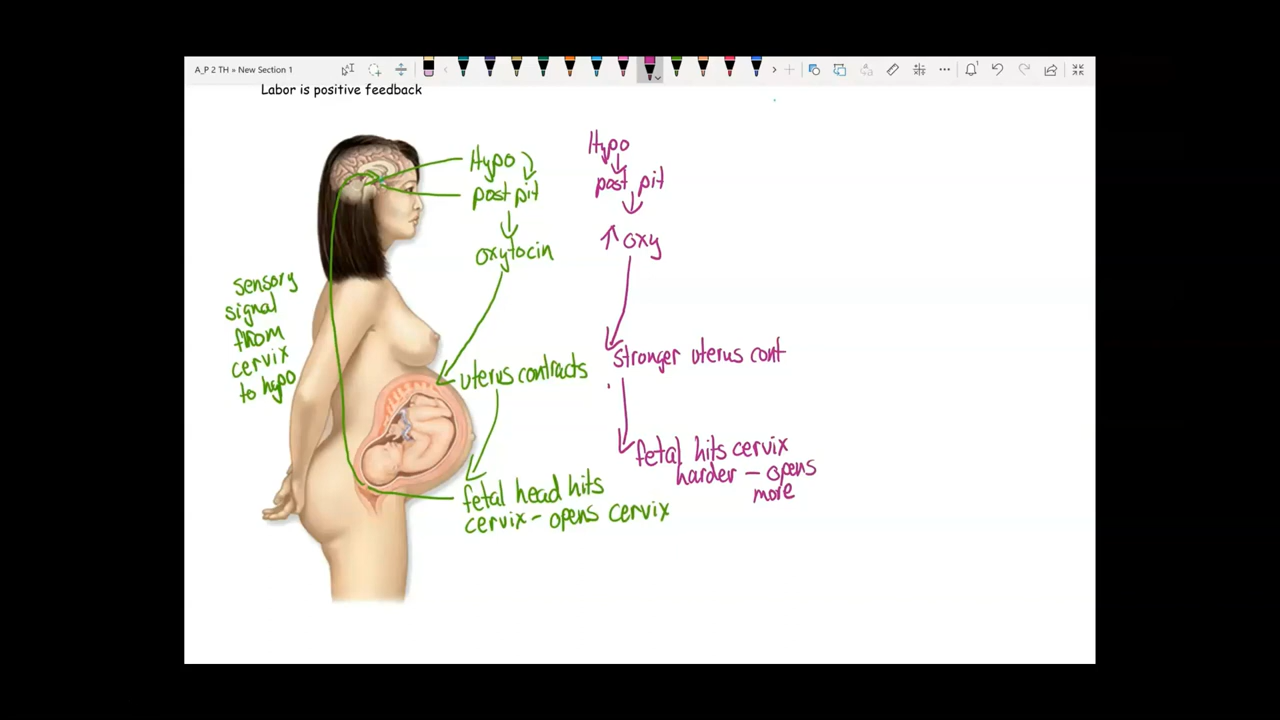 A_P 2 TH » New Section 1
Labor is positive feedback
Hypo
post pit
oxytocin
uterus contracts
fetal head hits
cervix - opens cervix
sensory
signal
from
cervix
to hypo
Hypo
post pit
↑ oxy
stronger uterus cont
fetal hits cervix
harder - opens
more